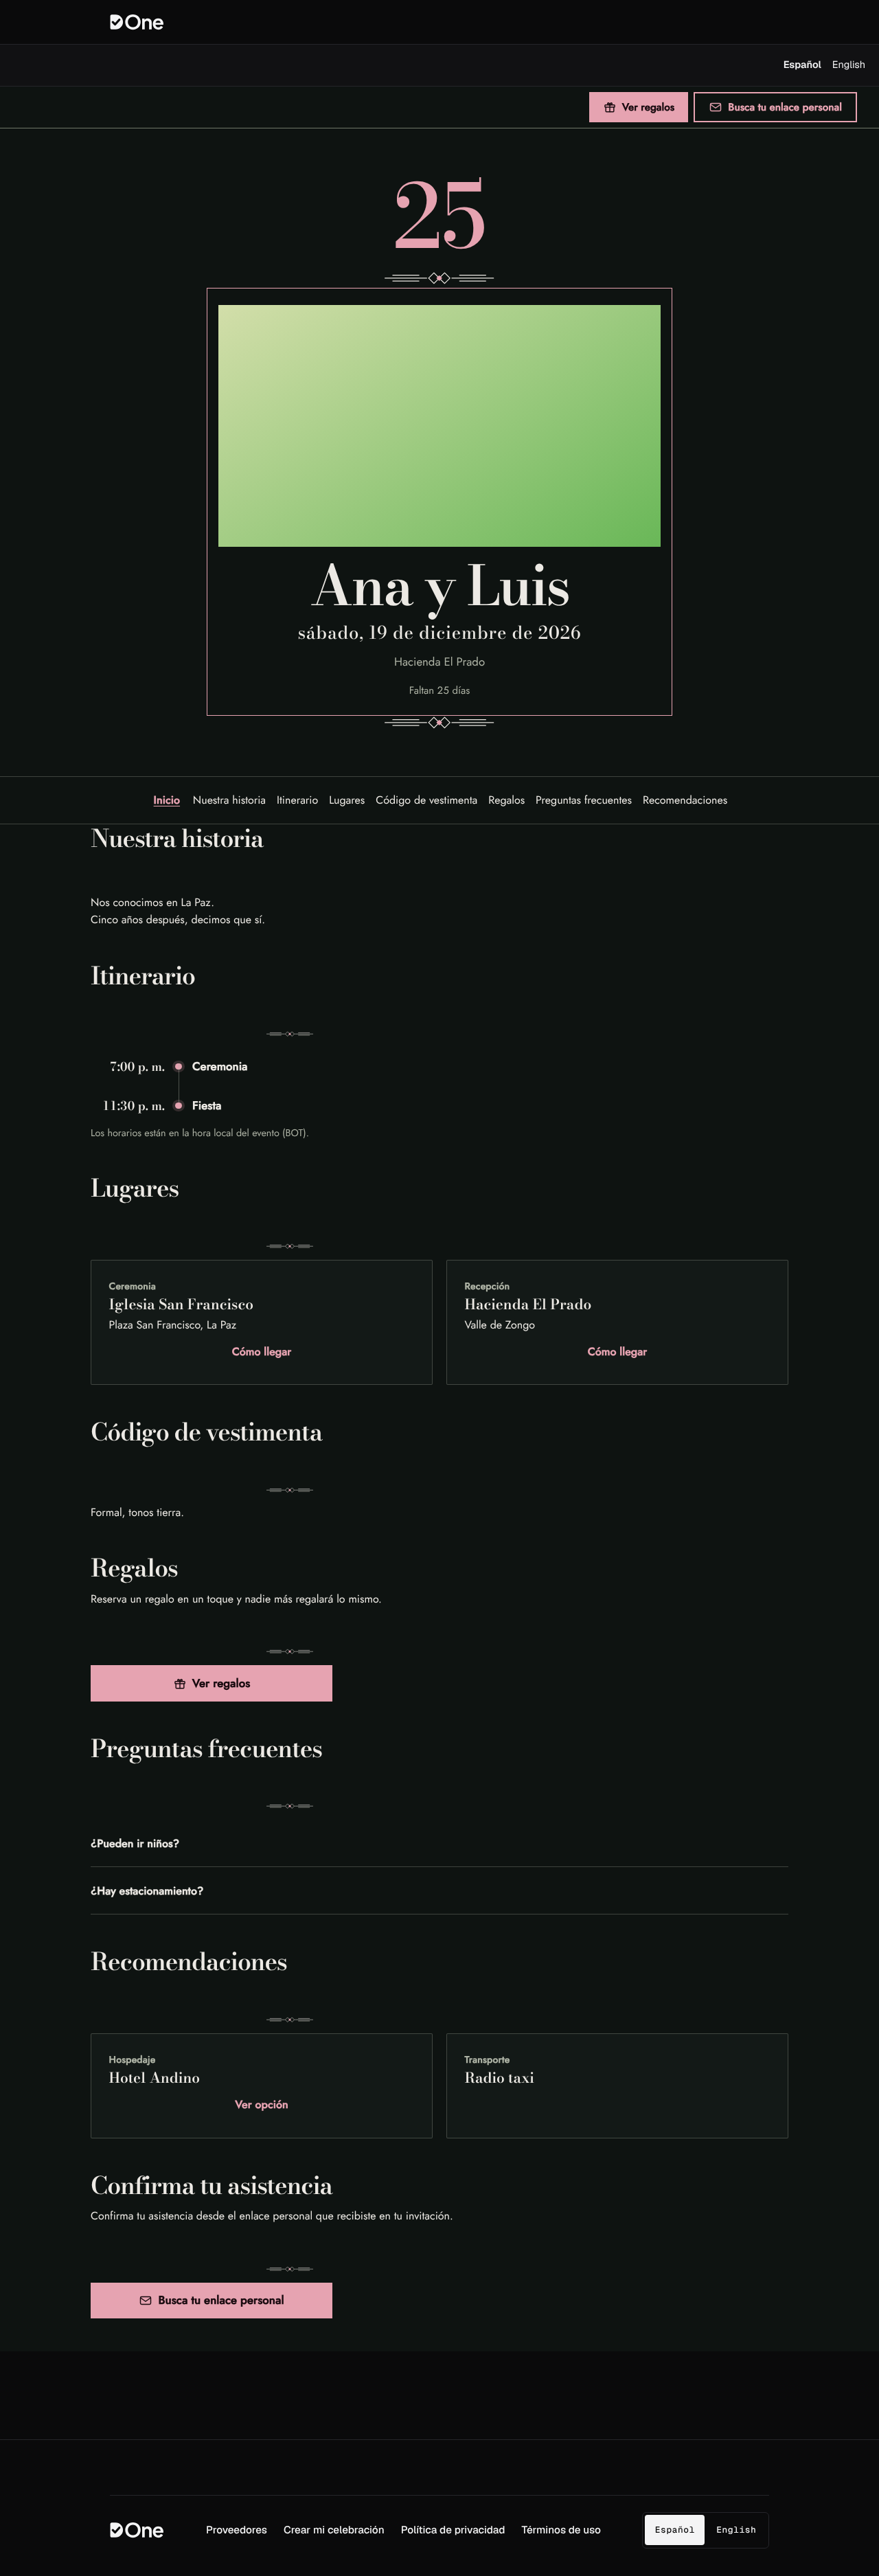 One
Español English
Ver regalos Busca tu enlace personal
25
Ana y Luis
sábado, 19 de diciembre de 2026
Hacienda El Prado
Faltan 25 días
Inicio Nuestra historia Itinerario Lugares Código de vestimenta Regalos Preguntas frecuentes Recomendaciones
Nuestra historia
Nos conocimos en La Paz.
Cinco años después, decimos que sí.
Itinerario
7:00 p. m. Ceremonia
11:30 p. m. Fiesta
Los horarios están en la hora local del evento (BOT).
Lugares
Ceremonia
Iglesia San Francisco
Plaza San Francisco, La Paz
Cómo llegar
Recepción
Hacienda El Prado
Valle de Zongo
Cómo llegar
Código de vestimenta
Formal, tonos tierra.
Regalos
Reserva un regalo en un toque y nadie más regalará lo mismo.
Ver regalos
Preguntas frecuentes
¿Pueden ir niños?
¿Hay estacionamiento?
Recomendaciones
Hospedaje
Hotel Andino
Ver opción
Transporte
Radio taxi
Confirma tu asistencia
Confirma tu asistencia desde el enlace personal que recibiste en tu invitación.
Busca tu enlace personal
One Proveedores Crear mi celebración Política de privacidad Términos de uso Español English